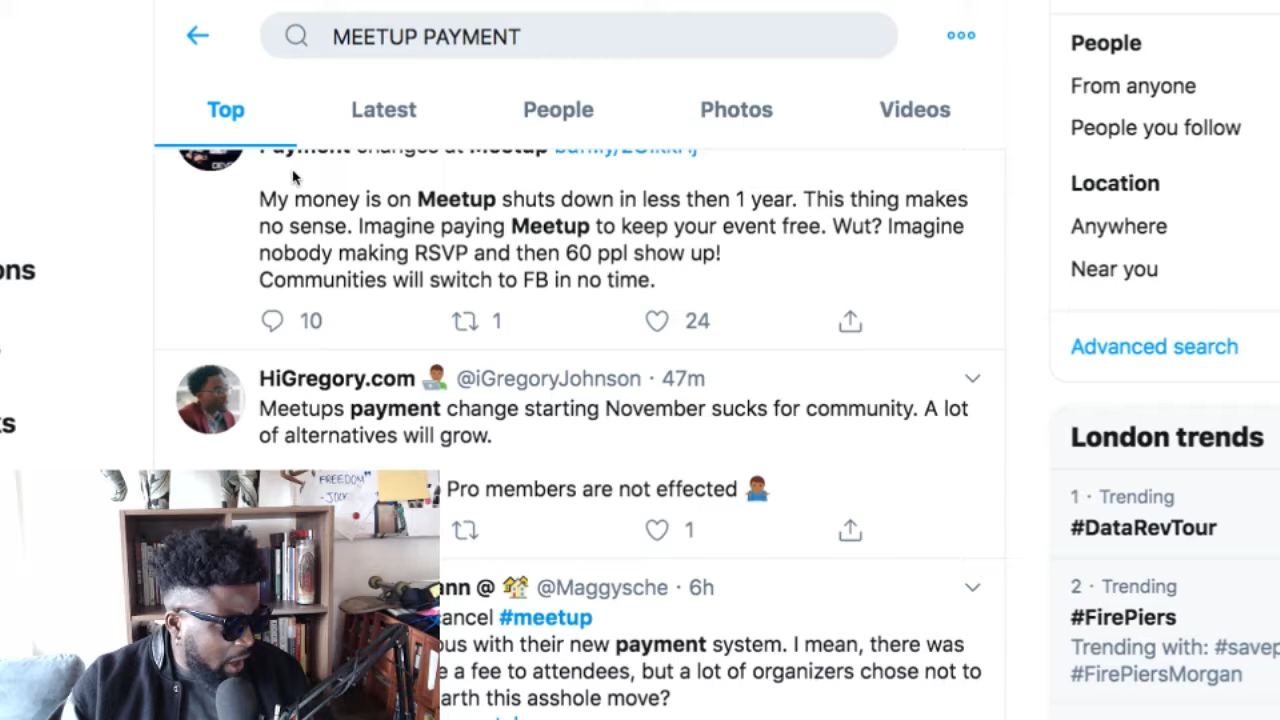 MEETUP PAYMENT
Top
Latest
People
Photos
Videos
Payment changes at Meetup
My money is on Meetup shuts down in less then 1 year. This thing makes
no sense. Imagine paying Meetup to keep your event free. Wut? Imagine
nobody making RSVP and then 60 ppl show up!
Communities will switch to FB in no time.
10
1
24
HiGregory.com @iGregoryJohnson · 47m
Meetups payment change starting November sucks for community. A lot
of alternatives will grow.
Pro members are not effected
1
ann @ @Maggysche · 6h
ancel #meetup
ous with their new payment system. I mean, there was
e a fee to attendees, but a lot of organizers chose not to
arth this asshole move?
ons
s
FREEDOM"
People
From anyone
People you follow
Location
Anywhere
Near you
Advanced search
London trends
1 · Trending
#DataRevTour
2 · Trending
#FirePiers
Trending with: #savep
#FirePiersMorgan